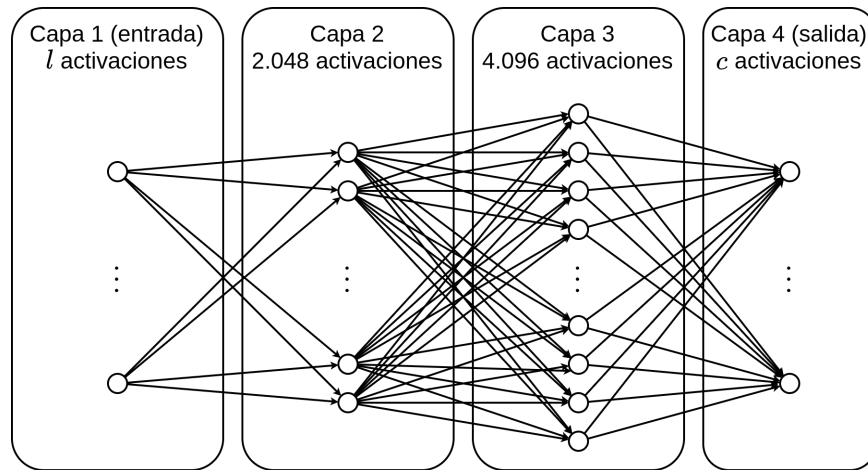 Capa 1 (entrada)
l activaciones
Capa 2
2.048 activaciones
Capa 3
4.096 activaciones
Capa 4 (salida)
c activaciones